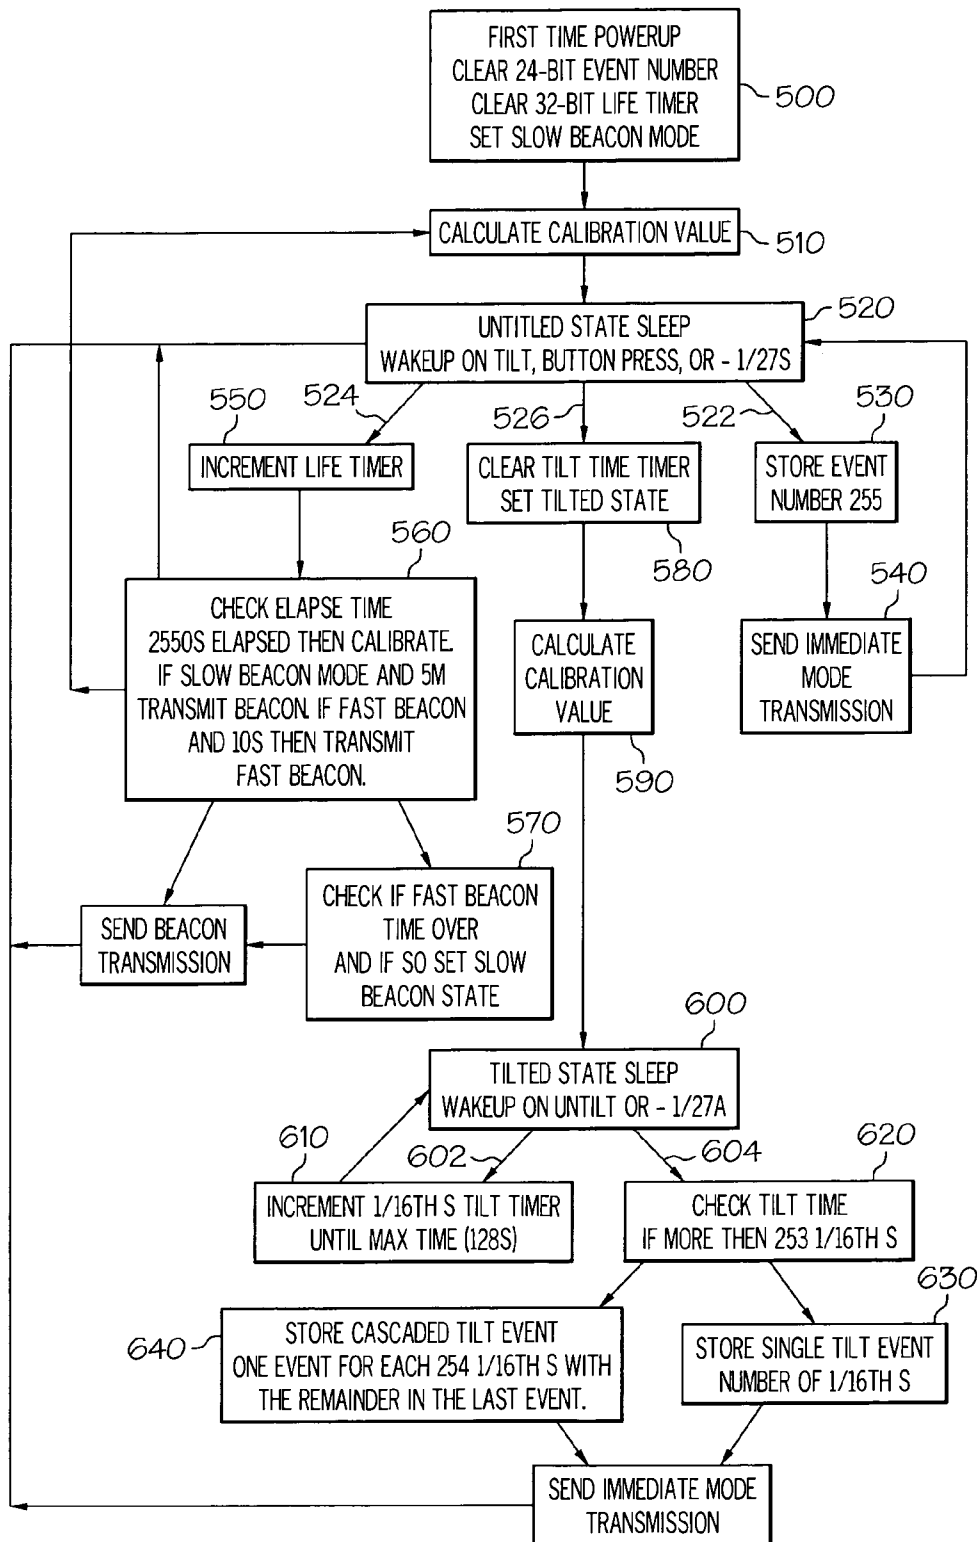 FIRST TIME POWERUP
CLEAR 24-BIT EVENT NUMBER
CLEAR 32-BIT LIFE TIMER
SET SLOW BEACON MODE
500
CALCULATE CALIBRATION VALUE
510
UNTITLED STATE SLEEP
WAKEUP ON TILT, BUTTON PRESS, OR - 1/27S
520
524
526
522
550
INCREMENT LIFE TIMER
CLEAR TILT TIME TIMER
SET TILTED STATE
580
530
STORE EVENT
NUMBER 255
560
CHECK ELAPSE TIME
2550S ELAPSED THEN CALIBRATE.
IF SLOW BEACON MODE AND 5M
TRANSMIT BEACON. IF FAST BEACON
AND 10S THEN TRANSMIT
FAST BEACON.
CALCULATE
CALIBRATION
VALUE
590
540
SEND IMMEDIATE
MODE
TRANSMISSION
570
CHECK IF FAST BEACON
TIME OVER
AND IF SO SET SLOW
BEACON STATE
SEND BEACON
TRANSMISSION
600
TILTED STATE SLEEP
WAKEUP ON UNTILT OR - 1/27A
602
604
610
INCREMENT 1/16TH S TILT TIMER
UNTIL MAX TIME (128S)
620
CHECK TILT TIME
IF MORE THEN 253 1/16TH S
640
STORE CASCADED TILT EVENT
ONE EVENT FOR EACH 254 1/16TH S WITH
THE REMAINDER IN THE LAST EVENT.
630
STORE SINGLE TILT EVENT
NUMBER OF 1/16TH S
SEND IMMEDIATE MODE
TRANSMISSION